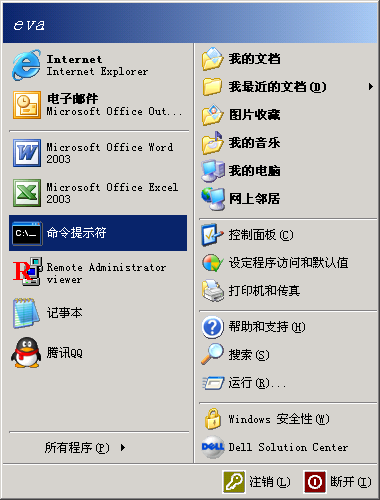 eva
Internet
Internet Explorer
电子邮件
Microsoft Office Out...
Microsoft Office Word
2003
Microsoft Office Excel
2003
C:\_
命令提示符
Remote Administrator
viewer
记事本
腾讯QQ
所有程序(P)
我的文档
我最近的文档(D)
图片收藏
我的音乐
我的电脑
网上邻居
控制面板(C)
设定程序访问和默认值
打印机和传真
帮助和支持(H)
搜索(S)
运行(R)...
Windows 安全性(W)
DELL
Dell Solution Center
注销(L)
断开(I)